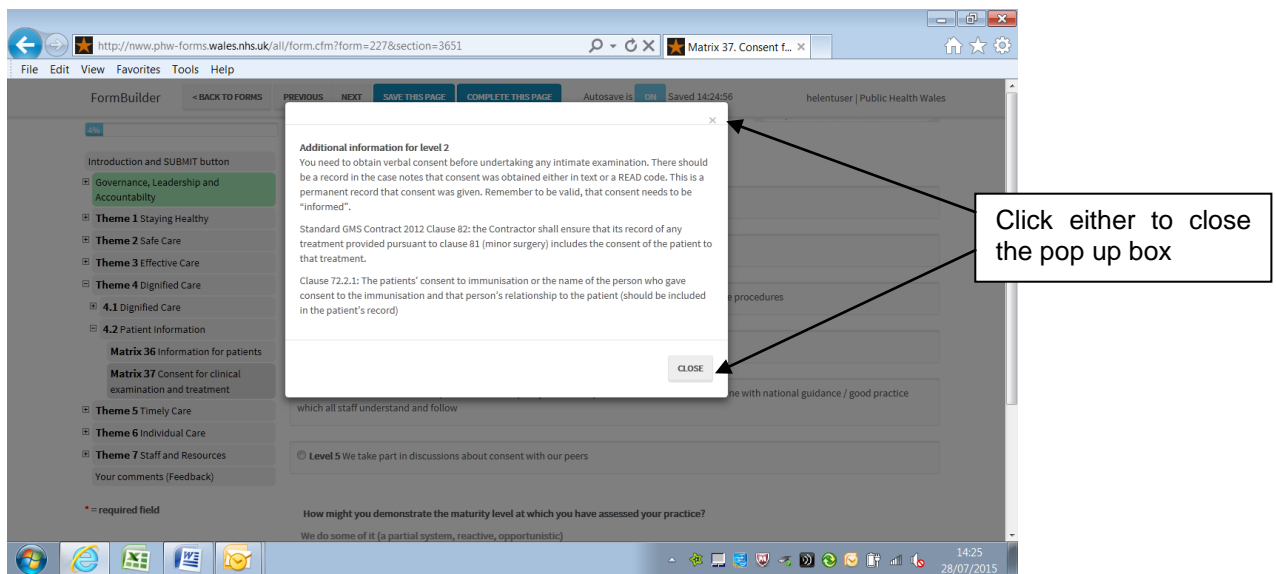 http://nww.phw-forms.wales.nhs.uk/all/form.cfm?form=227&section=3651
Matrix 37. Consent f...
File Edit View Favorites Tools Help
FormBuilder
< BACK TO FORMS
PREVIOUS
NEXT
SAVE THIS PAGE
COMPLETE THIS PAGE
Autosave is ON Saved 14:24:56
helentuser | Public Health Wales
4%
Introduction and SUBMIT button
Governance, Leadership and
Accountabilty
Theme 1 Staying Healthy
Theme 2 Safe Care
Theme 3 Effective Care
Theme 4 Dignified Care
4.1 Dignified Care
4.2 Patient Information
Matrix 36 Information for patients
Matrix 37 Consent for clinical
examination and treatment
Theme 5 Timely Care
Theme 6 Individual Care
Theme 7 Staff and Resources
Your comments (Feedback)
* = required field
Additional information for level 2
You need to obtain verbal consent before undertaking any intimate examination. There should
be a record in the case notes that consent was obtained either in text or a READ code. This is a
permanent record that consent was given. Remember to be valid, that consent needs to be
“informed”.
Standard GMS Contract 2012 Clause 82: the Contractor shall ensure that its record of any
treatment provided pursuant to clause 81 (minor surgery) includes the consent of the patient to
that treatment.
Clause 72.2.1: The patients' consent to immunisation or the name of the person who gave
consent to the immunisation and that person's relationship to the patient (should be included
in the patient's record)
CLOSE
procedures
with national guidance / good practice
which all staff understand and follow
Level 5 We take part in discussions about consent with our peers
How might you demonstrate the maturity level at which you have assessed your practice?
We do some of it (a partial system, reactive, opportunistic)
Click either to close
the pop up box
14:25
28/07/2015